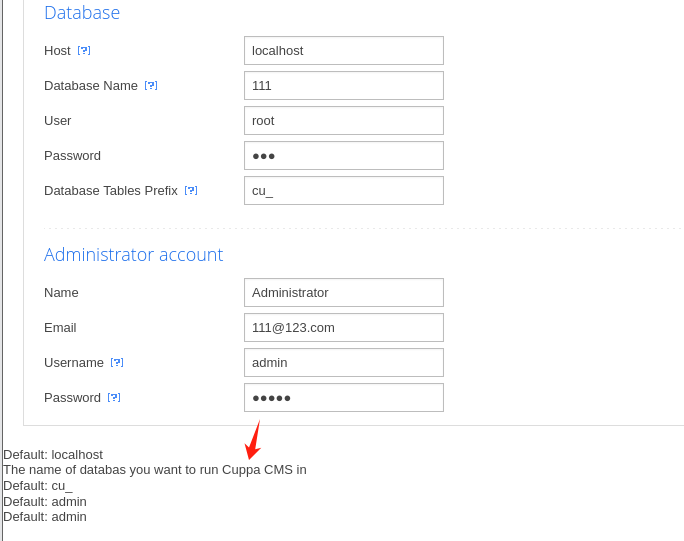 Database
Host [?] localhost
Database Name [?] 111
User root
Password ●●●
Database Tables Prefix [?] cu_
Administrator account
Name Administrator
Email 111@123.com
Username [?] admin
Password [?] ●●●●●
Default: localhost
The name of databas you want to run Cuppa CMS in
Default: cu_
Default: admin
Default: admin